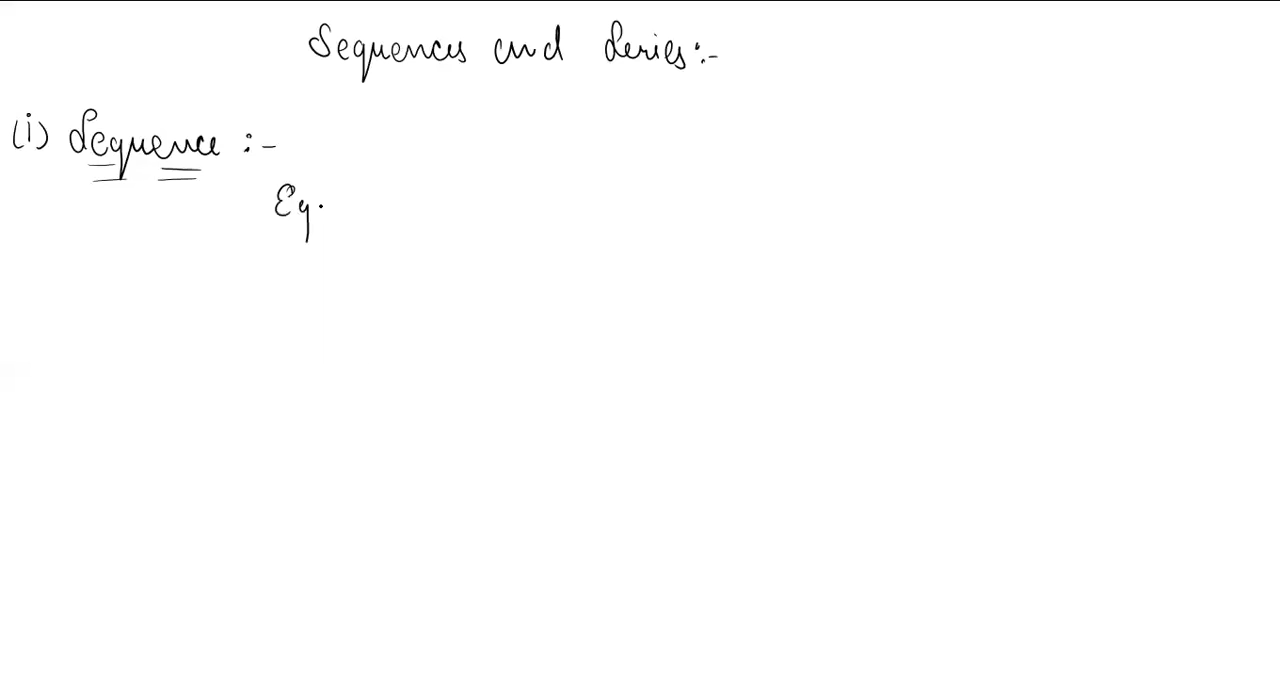 Sequences and Series:-
(i) Sequence :-
Eg.